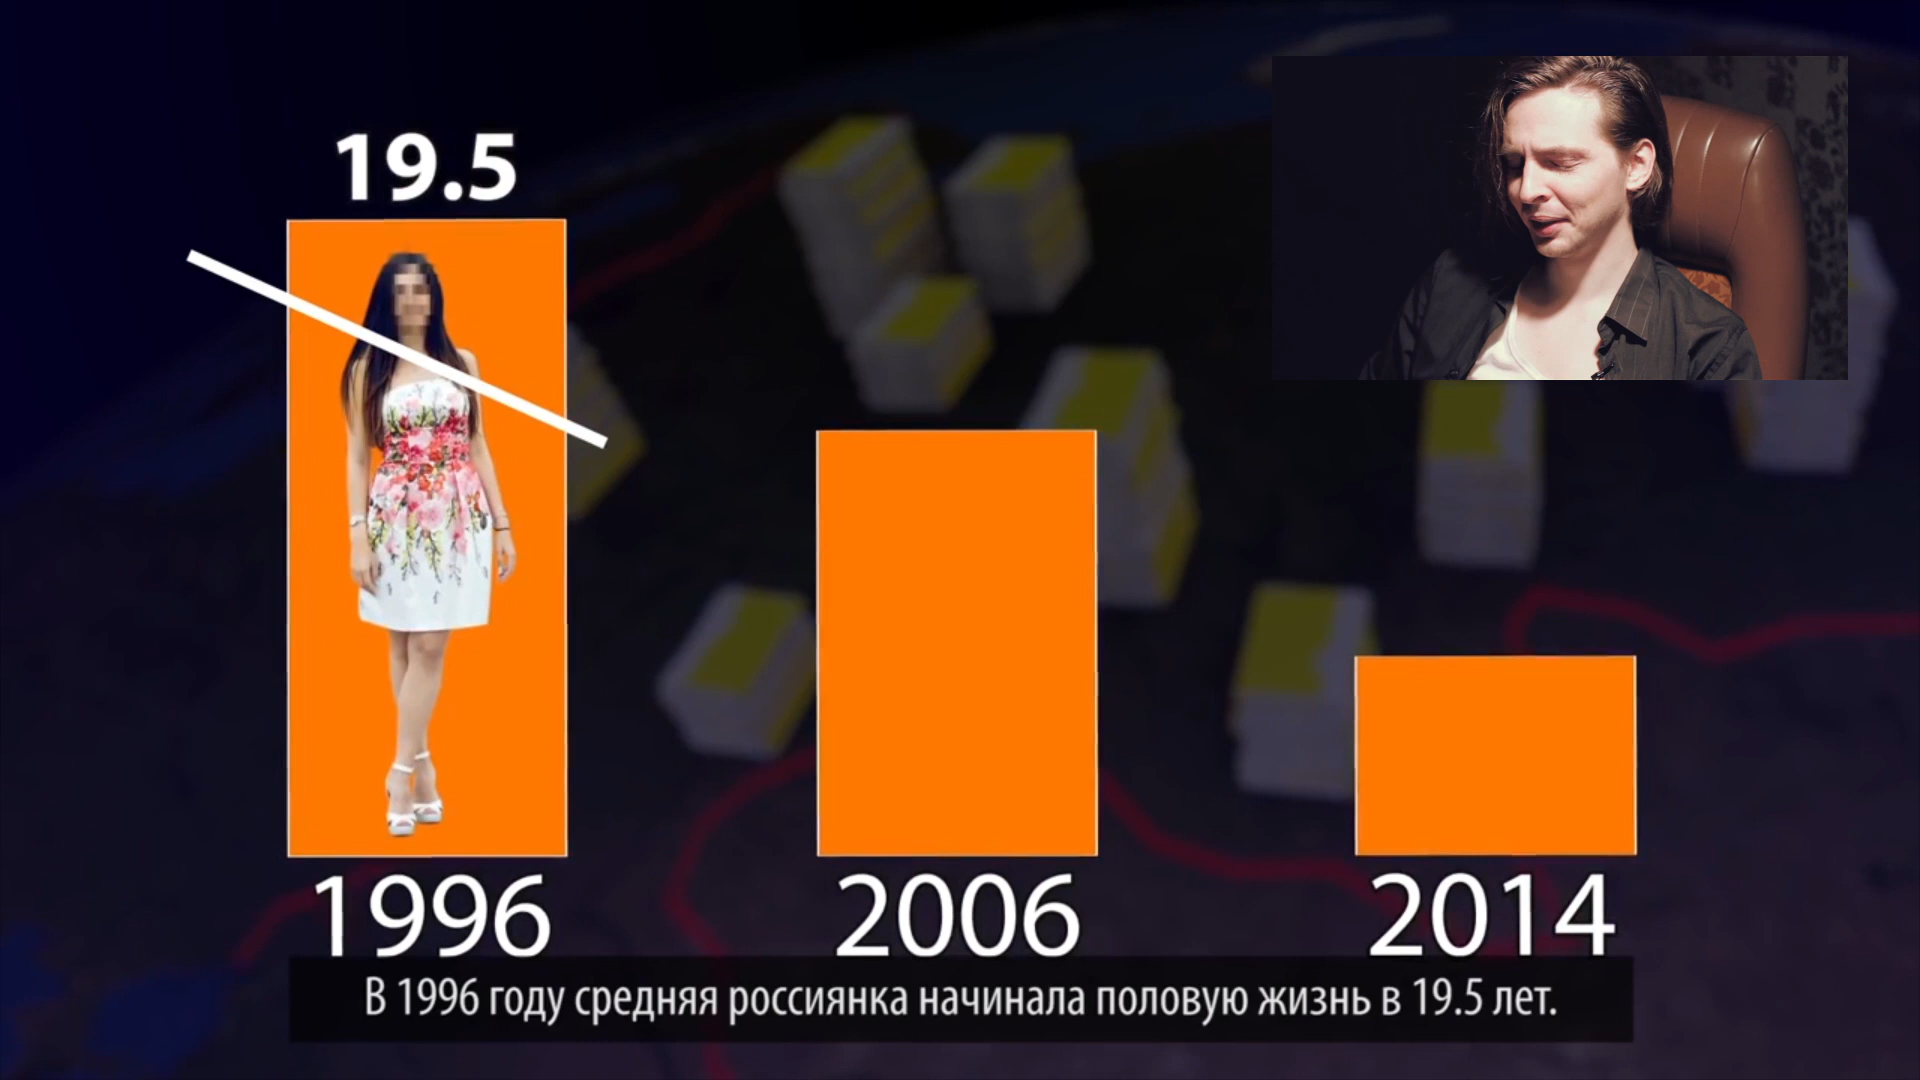 19.5
1996 2006 2014
В 1996 году средняя россиянка начинала половую жизнь в 19.5 лет.